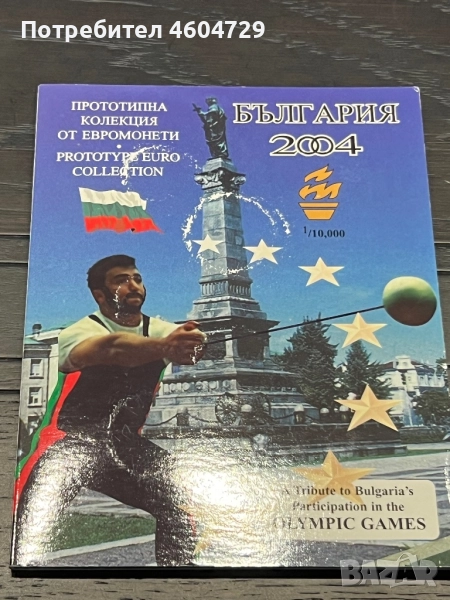 Потребител 4604729
ПРОТОТИПНА
КОЛЕКЦИЯ
ОТ ЕВРОМОНЕТИ
•
PROTOTYPE EURO
COLLECTION
БЪЛГАРИЯ
2004
1/10,000
A Tribute to Bulgaria's
Participation in the
OLYMPIC GAMES
BAZAR